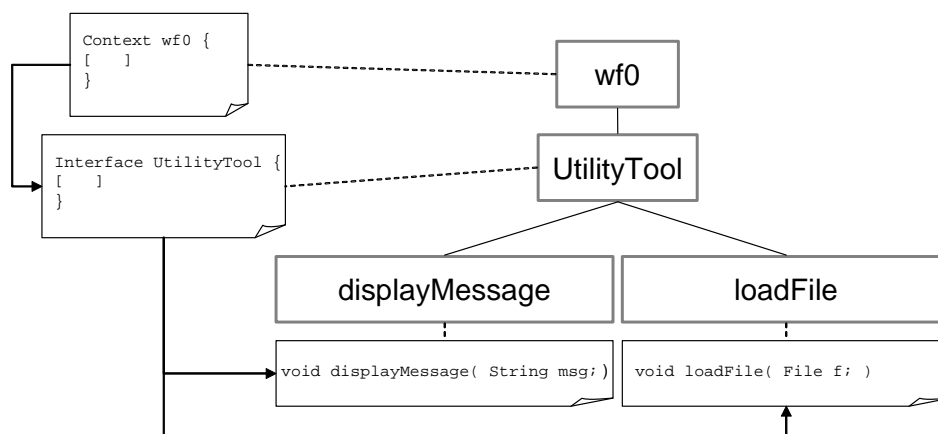 Context wf0 {
[   ]
}
wf0
Interface UtilityTool {
[   ]
}
UtilityTool
displayMessage
loadFile
void displayMessage( String msg;)
void loadFile( File f; )